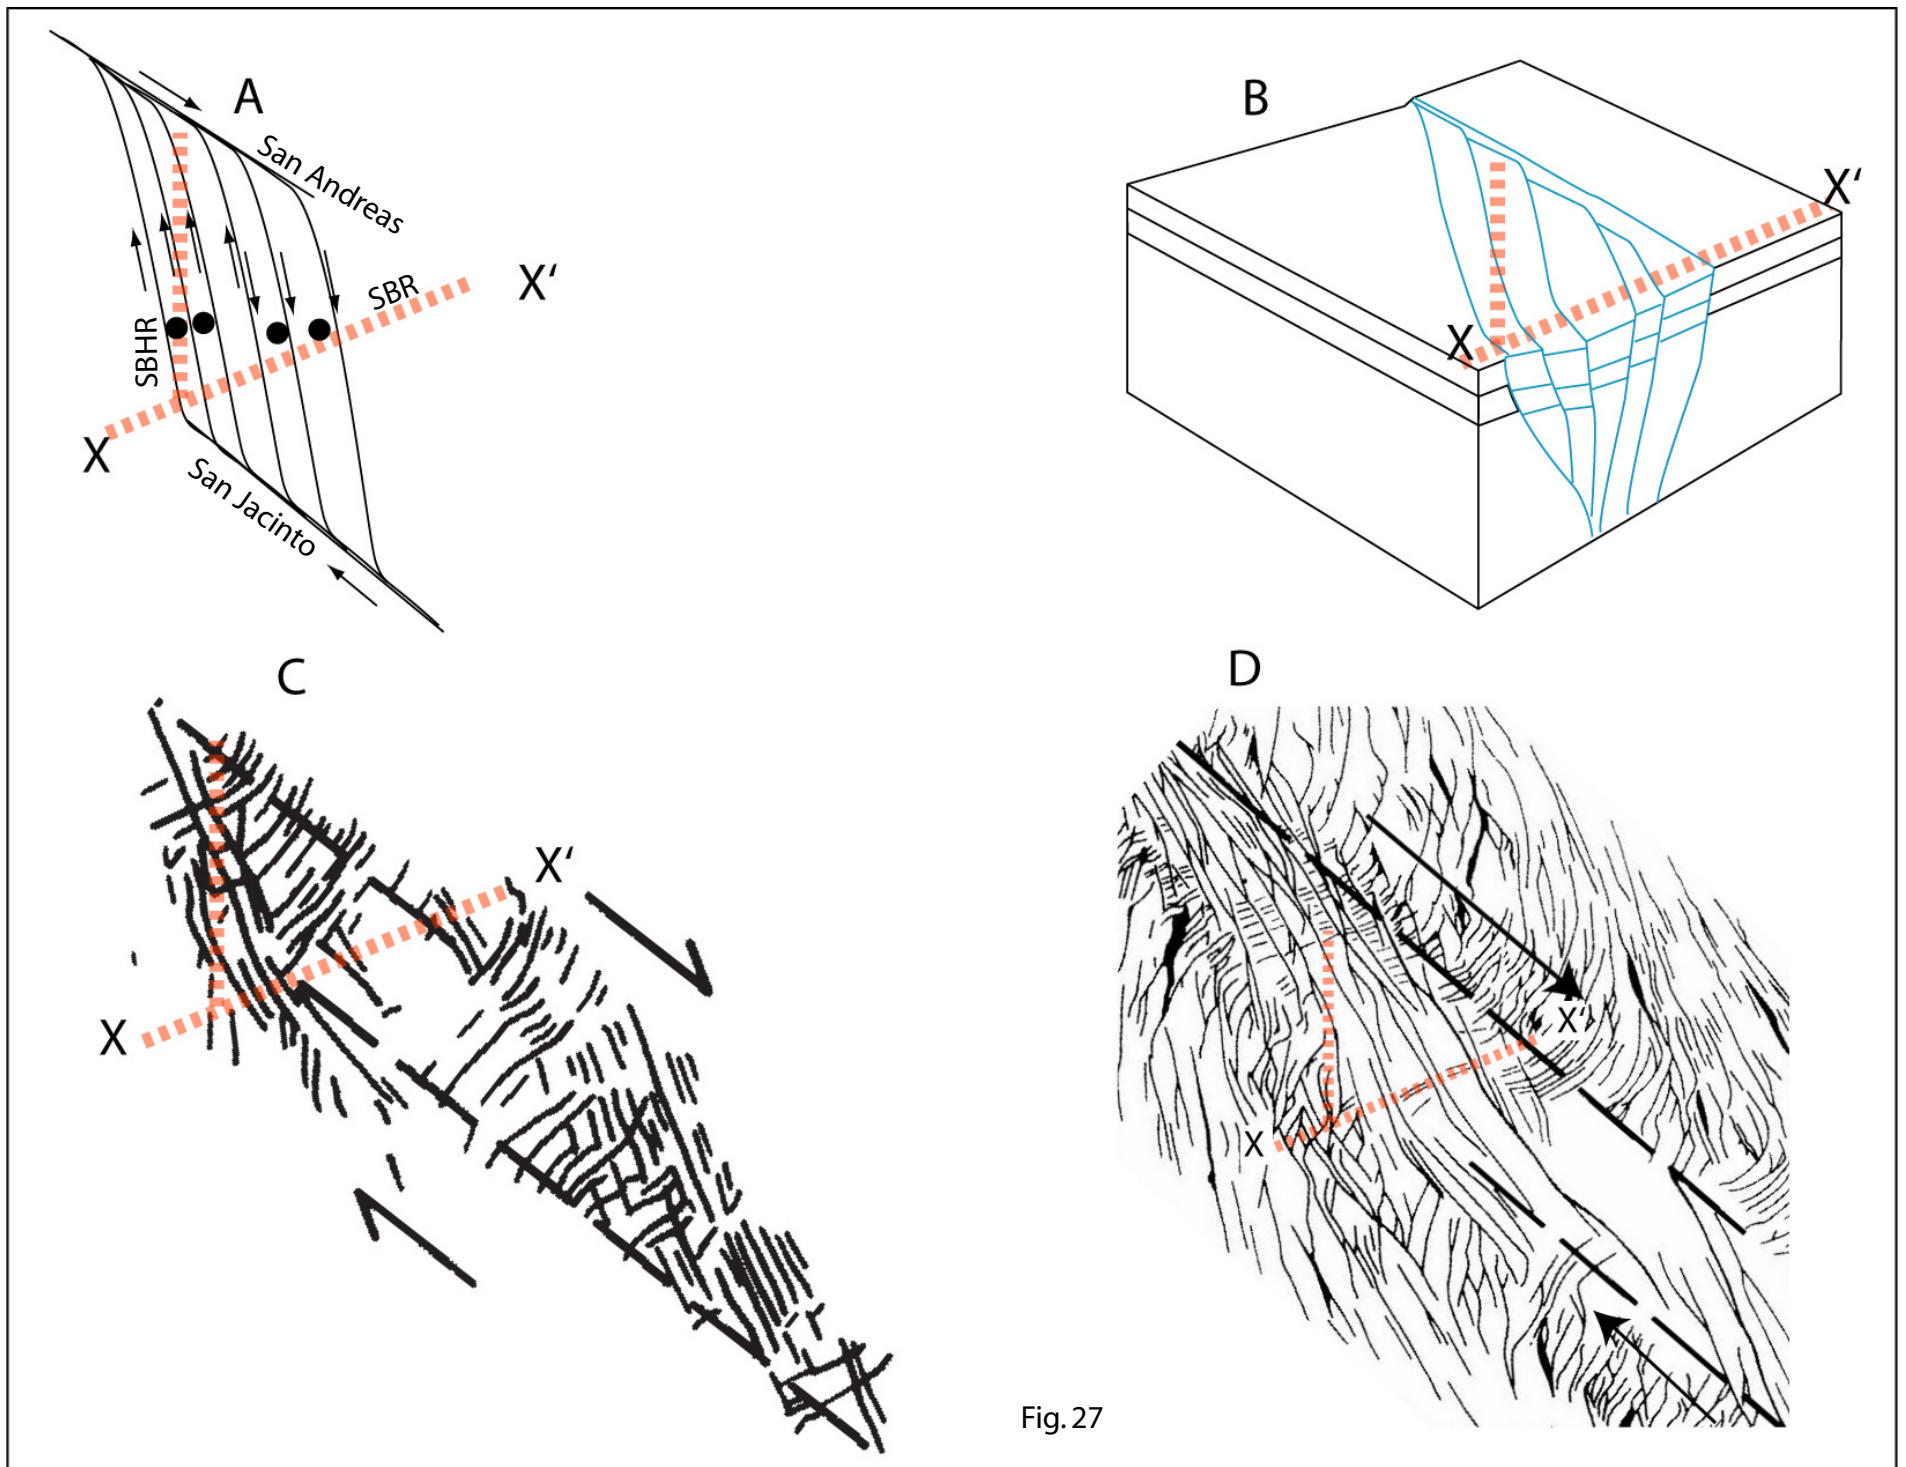 A
San Andreas
SBR
X‘
SBHR
X
San Jacinto
B
X‘
X
C
X‘
X
D
X‘
X
Fig. 27